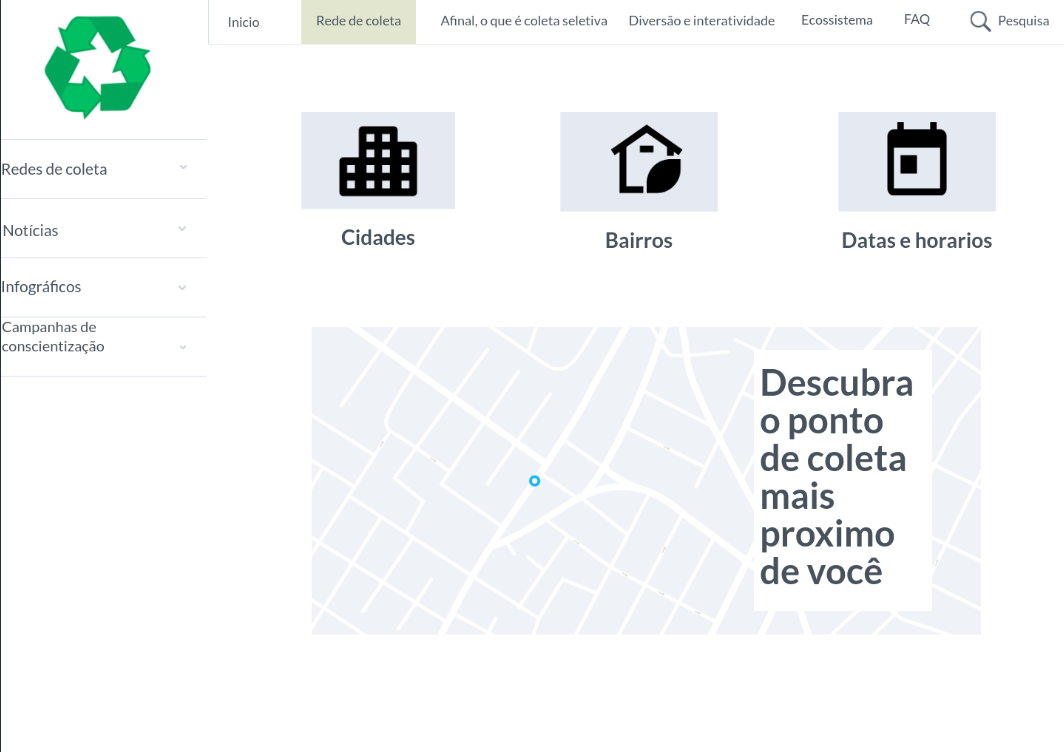 Inicio
Rede de coleta
Afinal, o que é coleta seletiva
Diversão e interatividade
Ecossistema
FAQ
Pesquisa
Redes de coleta
Notícias
Infográficos
Campanhas de
conscientização
Cidades
Bairros
Datas e horarios
Descubra
o ponto
de coleta
mais
proximo
de você